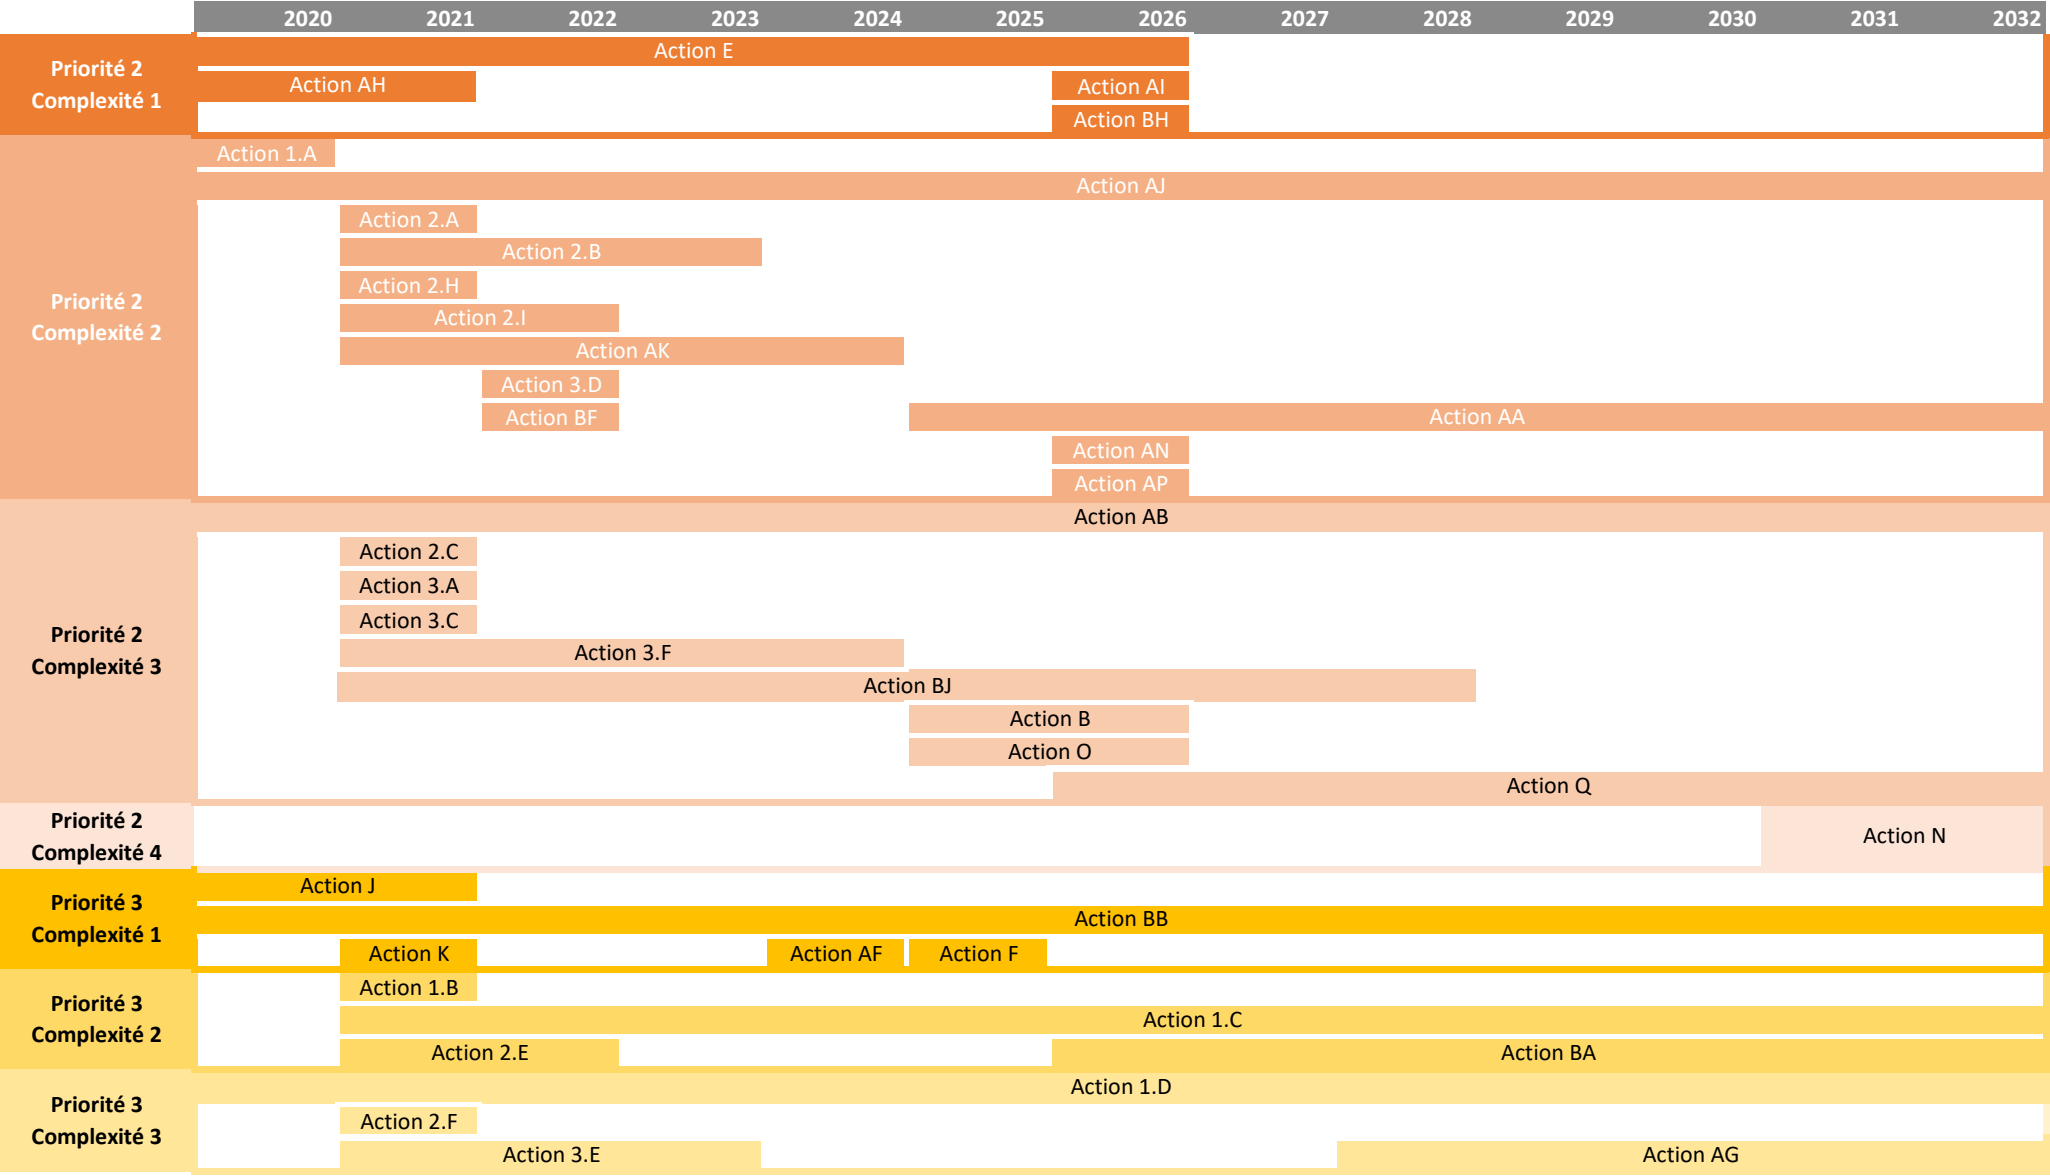 2020 2021 2022 2023 2024 2025 2026 2027 2028 2029 2030 2031 2032
Priorité 2
Complexité 1
Action E
Action AH Action AI
Action BH
Priorité 2
Complexité 2
Action 1.A
Action AJ
Action 2.A
Action 2.B
Action 2.H
Action 2.I
Action AK
Action 3.D
Action BF Action AA
Action AN
Action AP
Priorité 2
Complexité 3
Action AB
Action 2.C
Action 3.A
Action 3.C
Action 3.F
Action BJ
Action B
Action O
Action Q
Priorité 2
Complexité 4
Action N
Priorité 3
Complexité 1
Action J
Action BB
Action K Action AF Action F
Priorité 3
Complexité 2
Action 1.B
Action 1.C
Action 2.E Action BA
Priorité 3
Complexité 3
Action 1.D
Action 2.F
Action 3.E Action AG